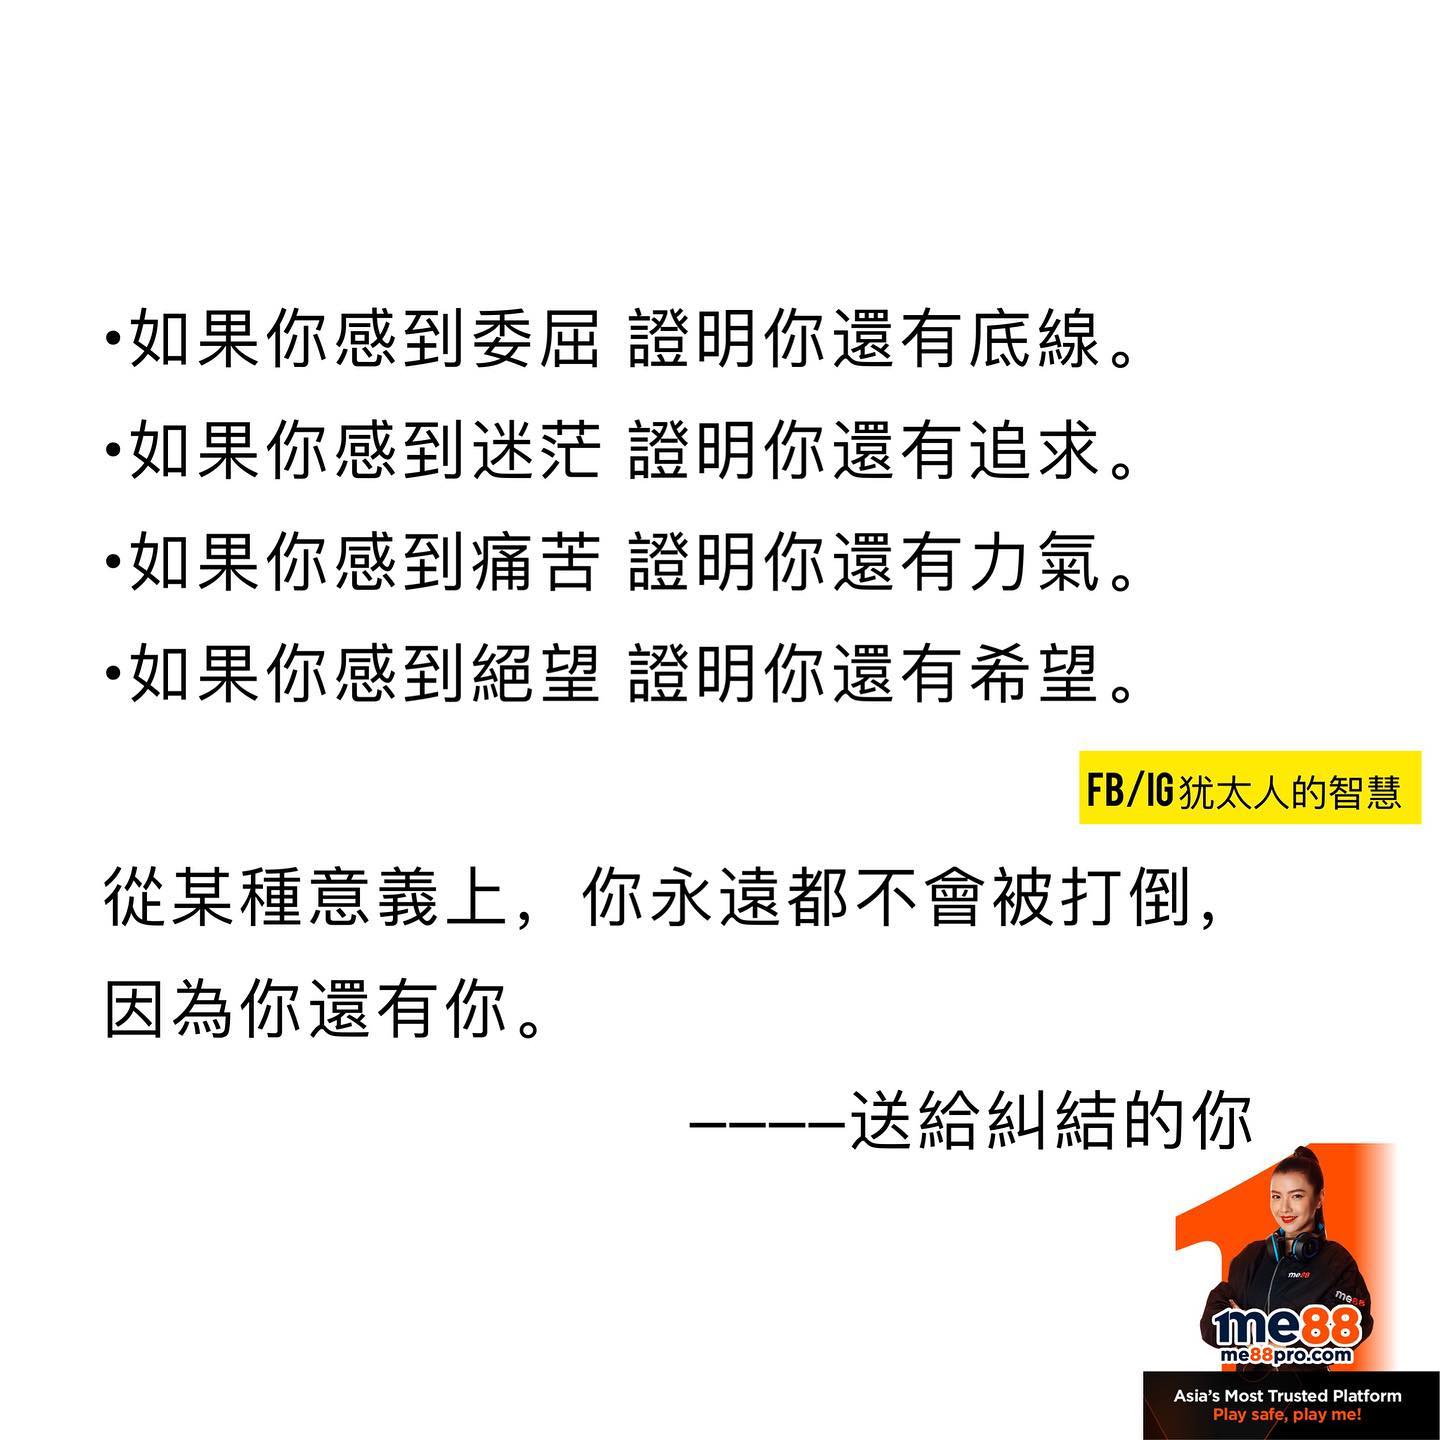 •如果你感到委屈 證明你還有底線。
•如果你感到迷茫 證明你還有追求。
•如果你感到痛苦 證明你還有力氣。
•如果你感到絕望 證明你還有希望。
FB/IG犹太人的智慧
從某種意義上，你永遠都不會被打倒，
因為你還有你。
————送給糾結的你
me88
me88
me88
me88pro.com
Asia's Most Trusted Platform
Play safe, play me!